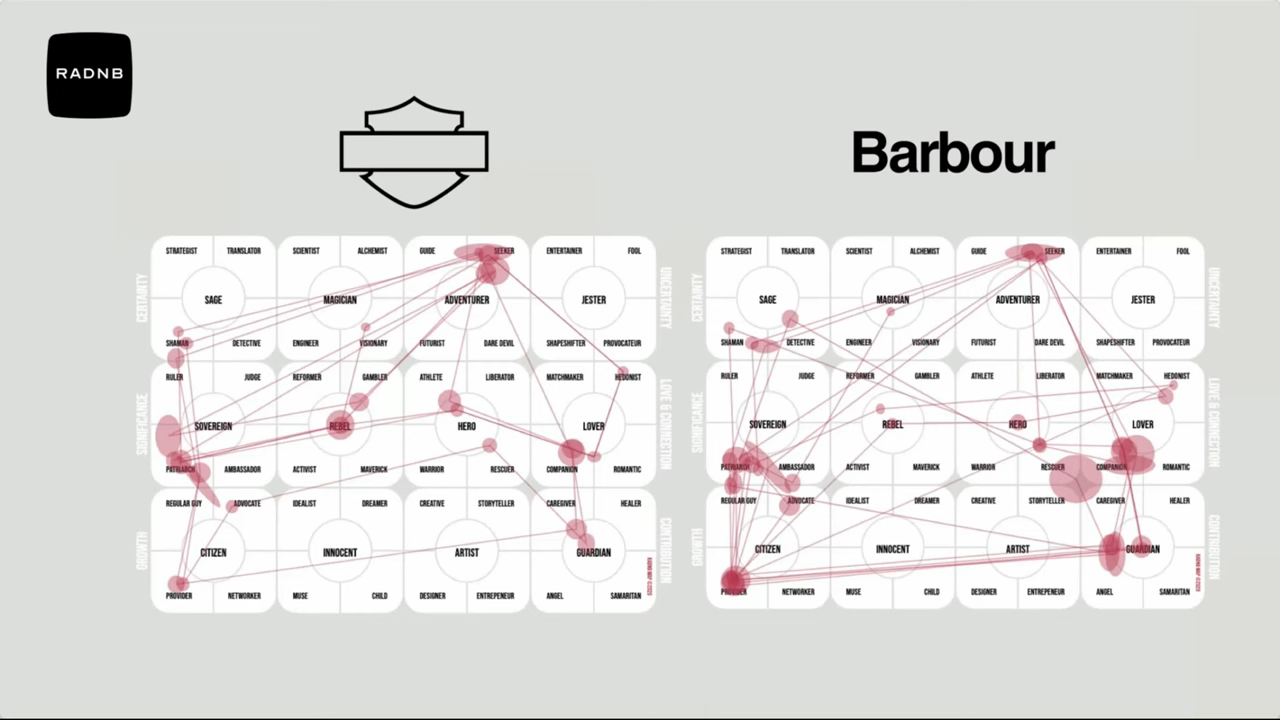 RADNB
Barbour
STRATEGIST TRANSLATOR SCIENTIST ALCHEMIST GUIDE SEEKER ENTERTAINER FOOL
CERTAINTY
UNCERTAINTY
SAGE MAGICIAN ADVENTURER JESTER
SHAMAN DETECTIVE ENGINEER VISIONARY FUTURIST DARE DEVIL SHAPESHIFTER PROVOCATEUR
RULER JUDGE REFORMER GAMBLER ATHLETE LIBERATOR MATCHMAKER HEDONIST
SIGNIFICANCE
LOVE & CONNECTION
SOVEREIGN REBEL HERO LOVER
PATRIARCH AMBASSADOR ACTIVIST MAVERICK WARRIOR RESCUER COMPANION ROMANTIC
REGULAR GUY ADVOCATE IDEALIST DREAMER CREATIVE STORYTELLER CAREGIVER HEALER
GROWTH
CONTRIBUTION
CITIZEN INNOCENT ARTIST GUARDIAN
PROVIDER NETWORKER MUSE CHILD DESIGNER ENTREPENEUR ANGEL SAMARITAN
STRATEGIST TRANSLATOR SCIENTIST ALCHEMIST GUIDE SEEKER ENTERTAINER FOOL
CERTAINTY
UNCERTAINTY
SAGE MAGICIAN ADVENTURER JESTER
SHAMAN DETECTIVE ENGINEER VISIONARY FUTURIST DARE DEVIL SHAPESHIFTER PROVOCATEUR
RULER JUDGE REFORMER GAMBLER ATHLETE LIBERATOR MATCHMAKER HEDONIST
SIGNIFICANCE
LOVE & CONNECTION
SOVEREIGN REBEL HERO LOVER
PATRIARCH AMBASSADOR ACTIVIST MAVERICK WARRIOR RESCUER COMPANION ROMANTIC
REGULAR GUY ADVOCATE IDEALIST DREAMER CREATIVE STORYTELLER CAREGIVER HEALER
GROWTH
CONTRIBUTION
CITIZEN INNOCENT ARTIST GUARDIAN
PROVIDER NETWORKER MUSE CHILD DESIGNER ENTREPENEUR ANGEL SAMARITAN